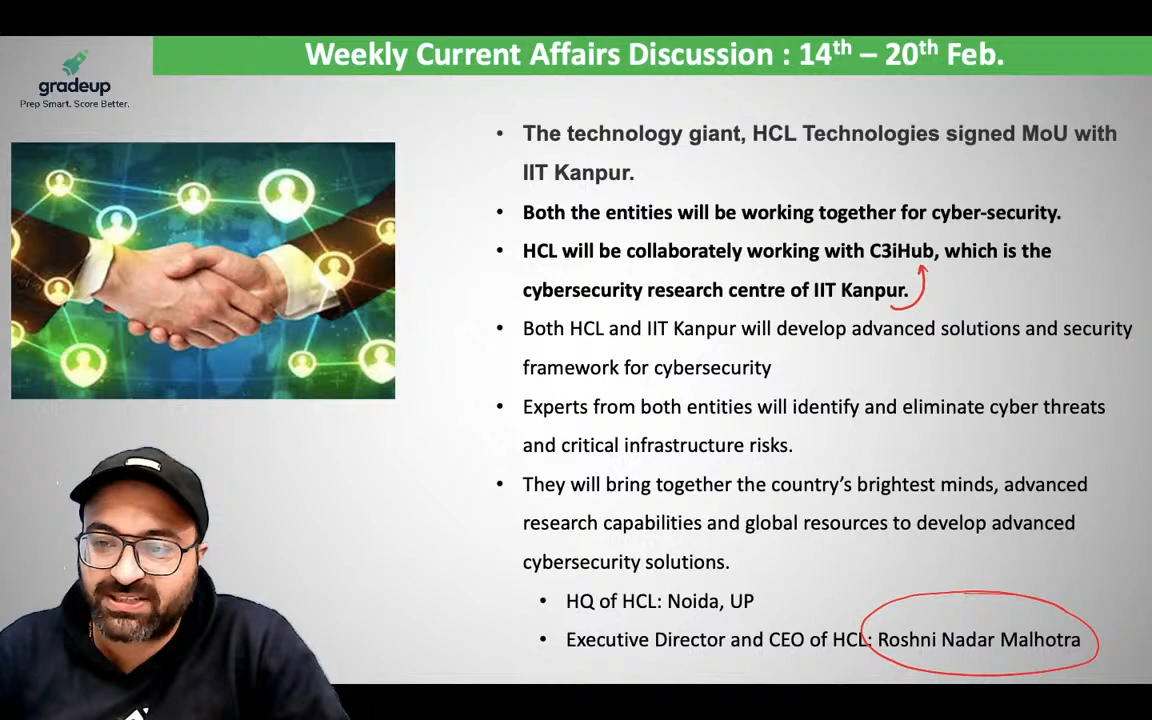 Weekly Current Affairs Discussion : 14th – 20th Feb.
gradeup
Prep Smart. Score Better.
• The technology giant, HCL Technologies signed MoU with
IIT Kanpur.
• Both the entities will be working together for cyber-security.
• HCL will be collaborately working with C3iHub, which is the
cybersecurity research centre of IIT Kanpur.
• Both HCL and IIT Kanpur will develop advanced solutions and security
framework for cybersecurity
• Experts from both entities will identify and eliminate cyber threats
and critical infrastructure risks.
• They will bring together the country’s brightest minds, advanced
research capabilities and global resources to develop advanced
cybersecurity solutions.
• HQ of HCL: Noida, UP
• Executive Director and CEO of HCL: Roshni Nadar Malhotra